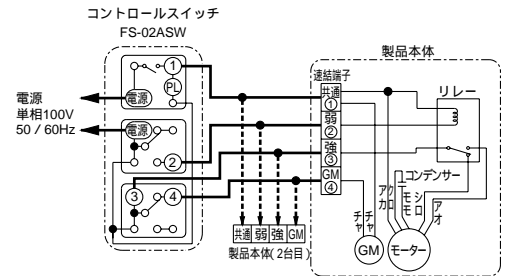 コントロールスイッチ
FS-02ASW
電源
単相100V
50 / 60Hz
電源
1
PL
電源
2
3
4
製品本体
速結端子
共通
①
弱
②
強
③
GM
④
リレー
コンデンサー
アカ
クロ
モモ
シロ
アオ
チャ
チャ
GM
モーター
共通 弱 強 GM
製品本体(2台目)